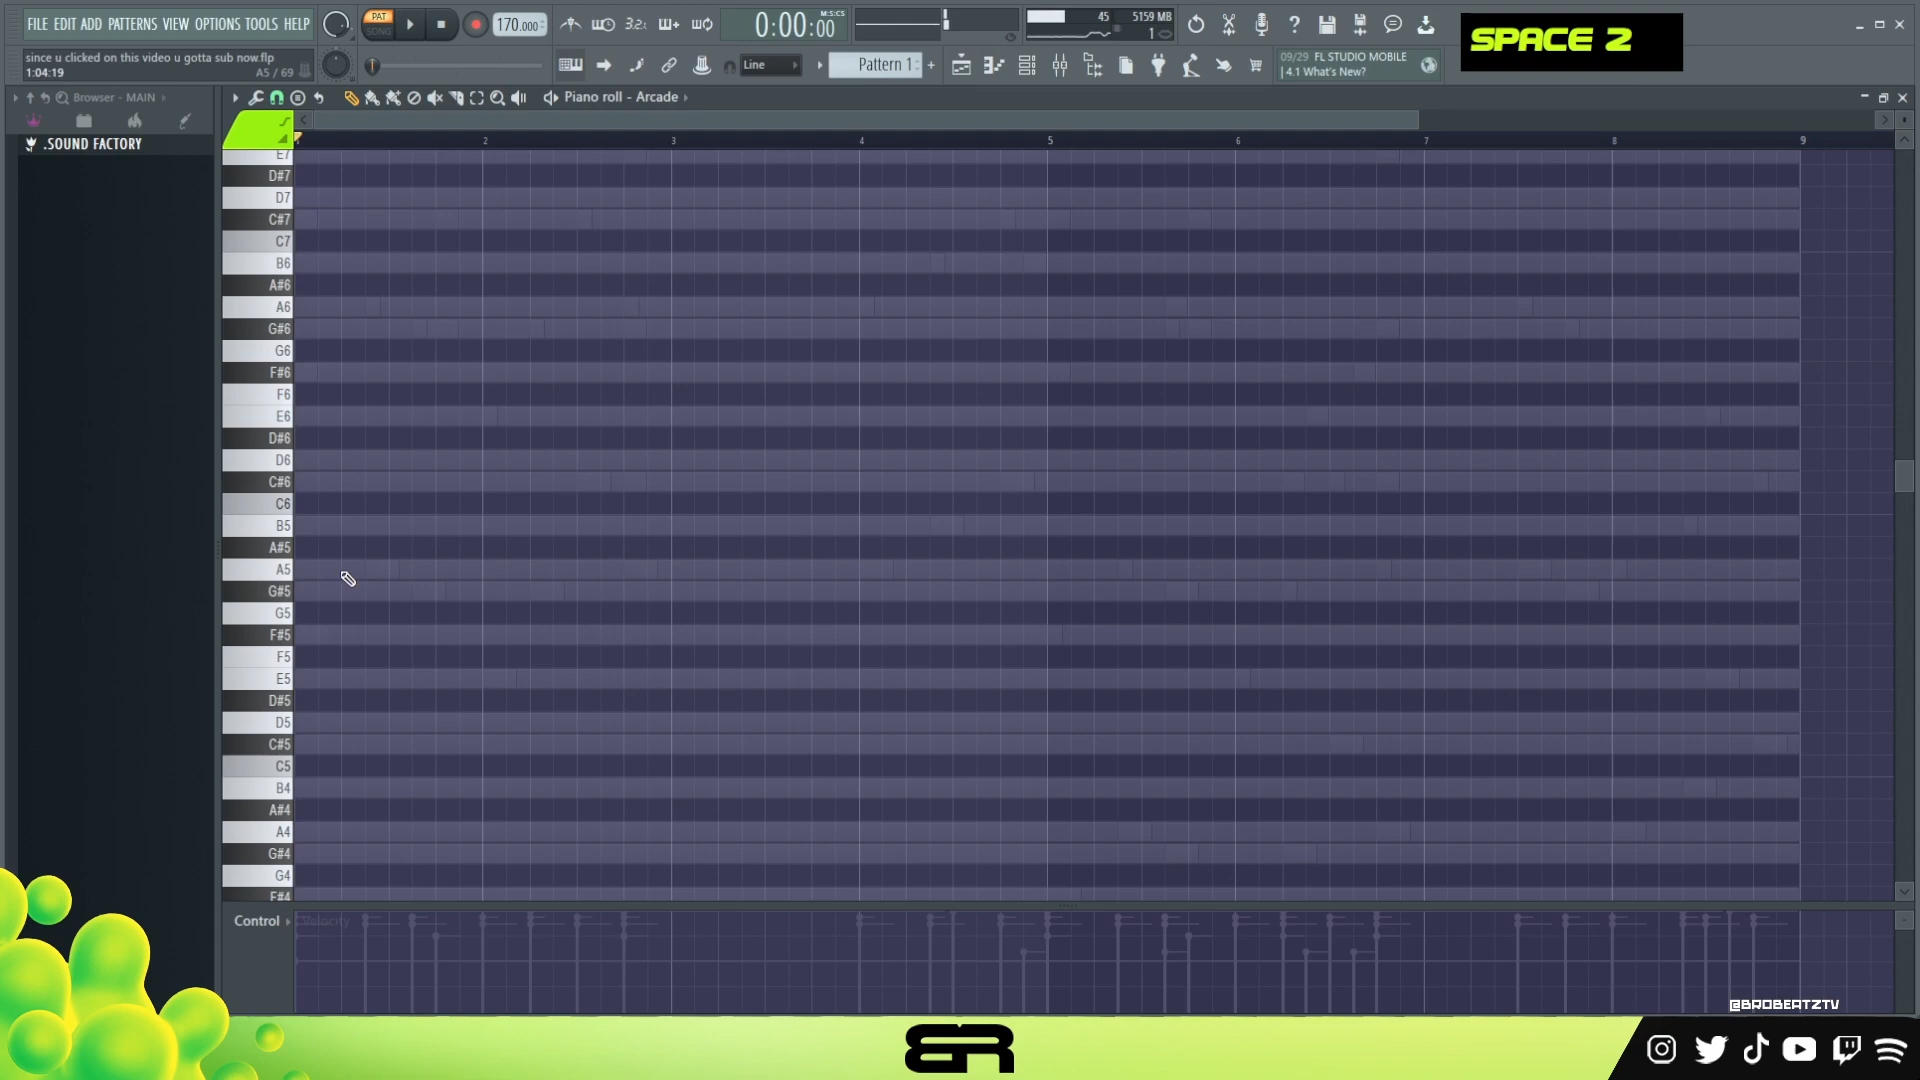 FILE EDIT ADD PATTERNS VIEW OPTIONS TOOLS HELP
PAT
SONG
170.000
3.2.
0:00:00
M:S:CS
45
5159 MB
1
SPACE 2
since u clicked on this video u gotta sub now.flp
1:04:19
A5 / 69
Line
Pattern 1
+
09/29 FL STUDIO MOBILE
| 4.1 What's New?
Browser - MAIN
Piano roll - Arcade
.SOUND FACTORY
2 3 4 5 6 7 8 9
E7
D#7
D7
C#7
C7
B6
A#6
A6
G#6
G6
F#6
F6
E6
D#6
D6
C#6
C6
B5
A#5
A5
G#5
G5
F#5
F5
E5
D#5
D5
C#5
C5
B4
A#4
A4
G#4
G4
F#4
Control
Velocity
@BROBEATZTV
BR